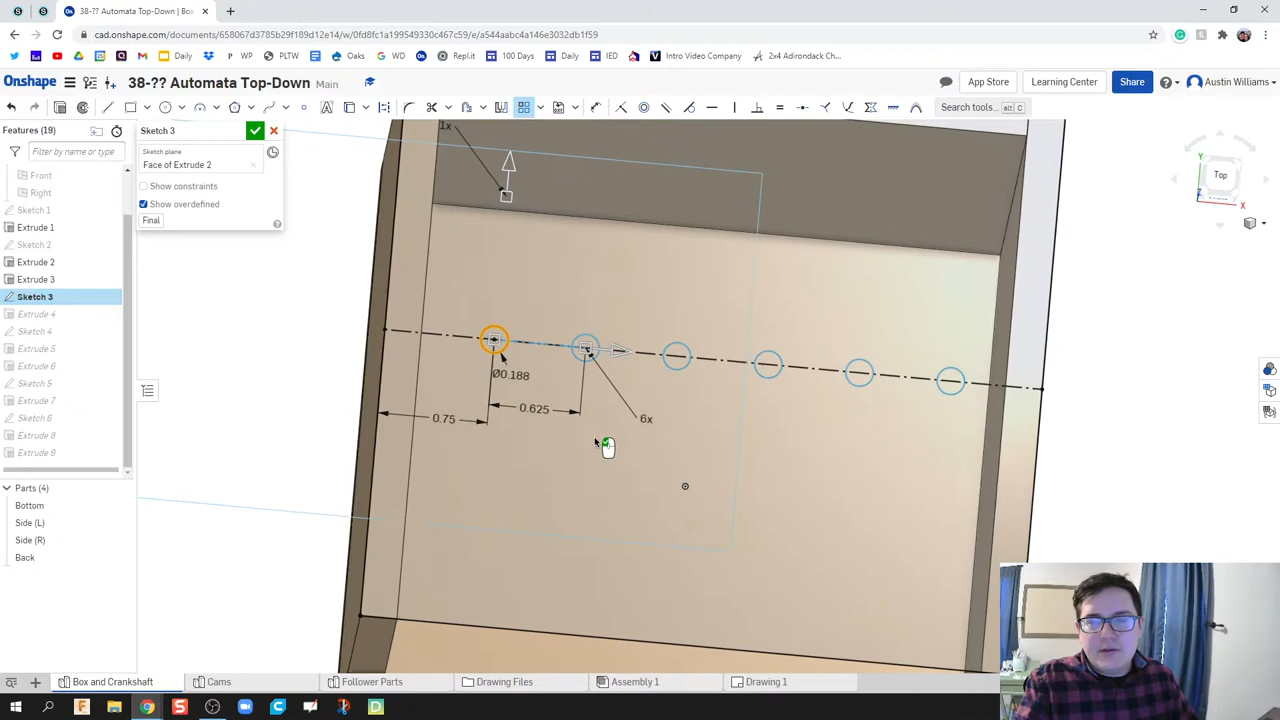 38-?? Automata Top-Down | Box
cad.onshape.com/documents/658067d3785b29f189d12e14/w/0fd8fc1a199549330c467c59/e/a544aabc4a146e3032db1f59
Daily
WP
PLTW
Oaks
WD
Repl.it
100 Days
Daily
IED
Intro Video Company
2x4 Adirondack Ch...
Onshape
38-?? Automata Top-Down Main
App Store
Learning Center
Share
Austin Williams
Search tools...
alt C
Features (19)
Filter by name or type
Front
Right
Sketch 1
Extrude 1
Sketch 2
Extrude 2
Extrude 3
Sketch 3
Extrude 4
Sketch 4
Extrude 5
Extrude 6
Sketch 5
Extrude 7
Sketch 6
Extrude 8
Extrude 9
Parts (4)
Bottom
Side (L)
Side (R)
Back
Sketch 3
Sketch plane
Face of Extrude 2
Show constraints
Show overdefined
Final
1x
Ø0.188
0.75
0.625
6x
Top
Y
Z
X
Box and Crankshaft
Cams
Follower Parts
Drawing Files
Assembly 1
Drawing 1